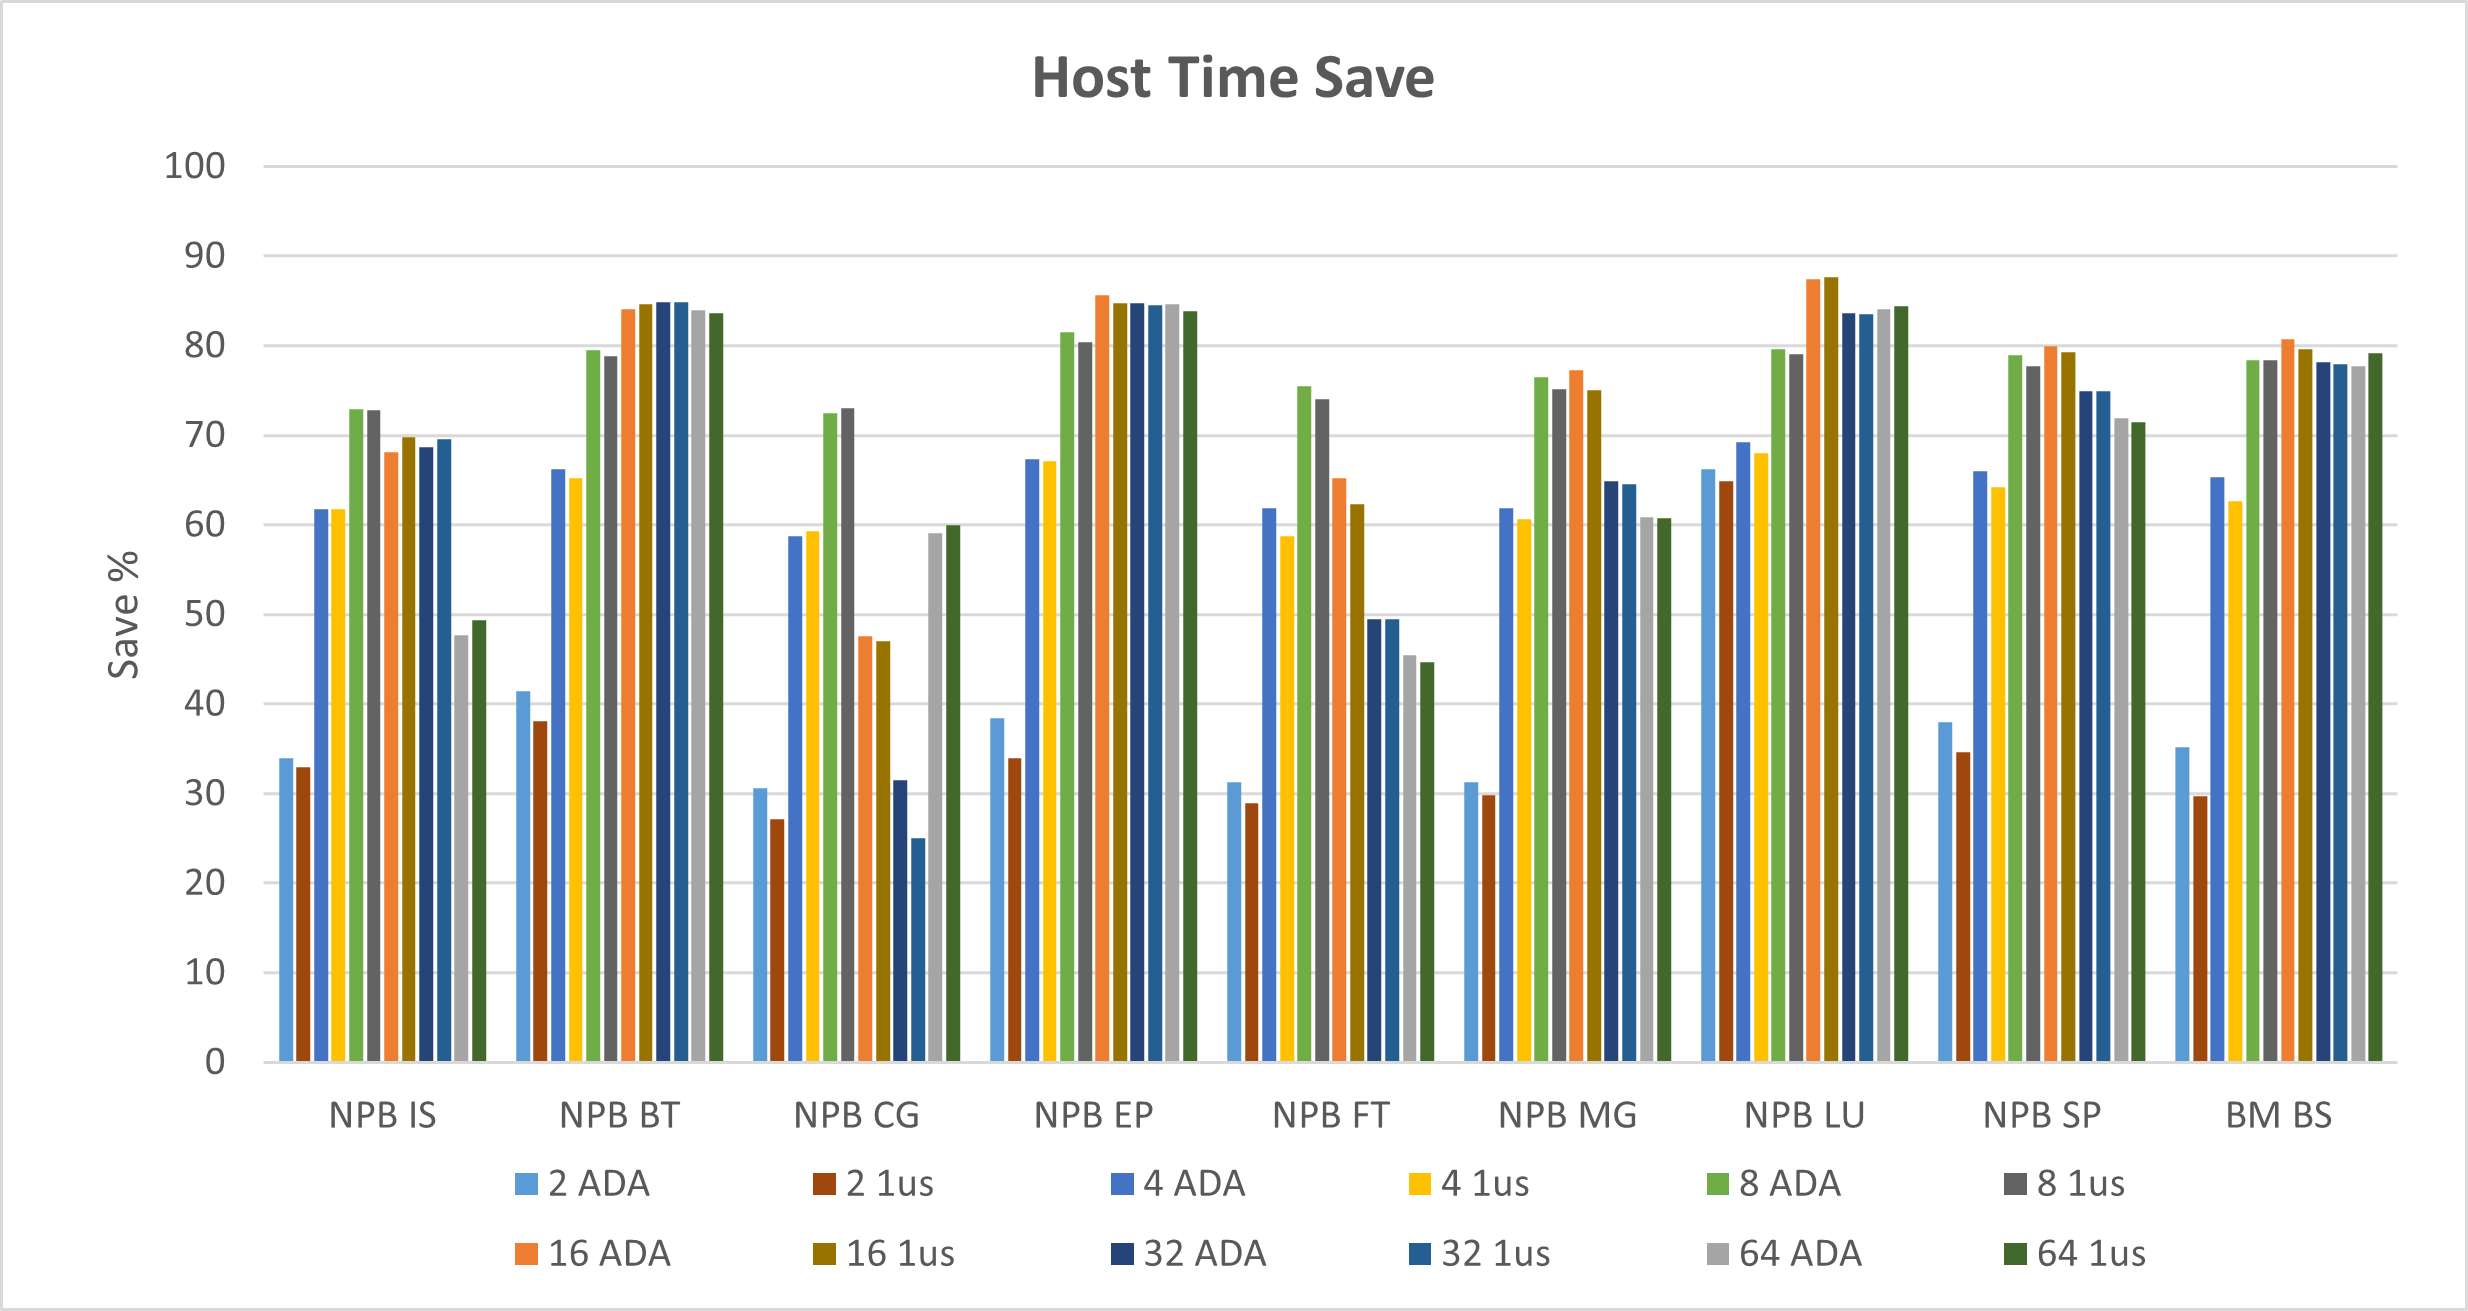 Host Time Save
100
90
80
70
60
50
40
30
20
10
0
Save %
NPB IS NPB BT NPB CG NPB EP NPB FT NPB MG NPB LU NPB SP BM BS
2 ADA 2 1us 4 ADA 4 1us 8 ADA 8 1us
16 ADA 16 1us 32 ADA 32 1us 64 ADA 64 1us